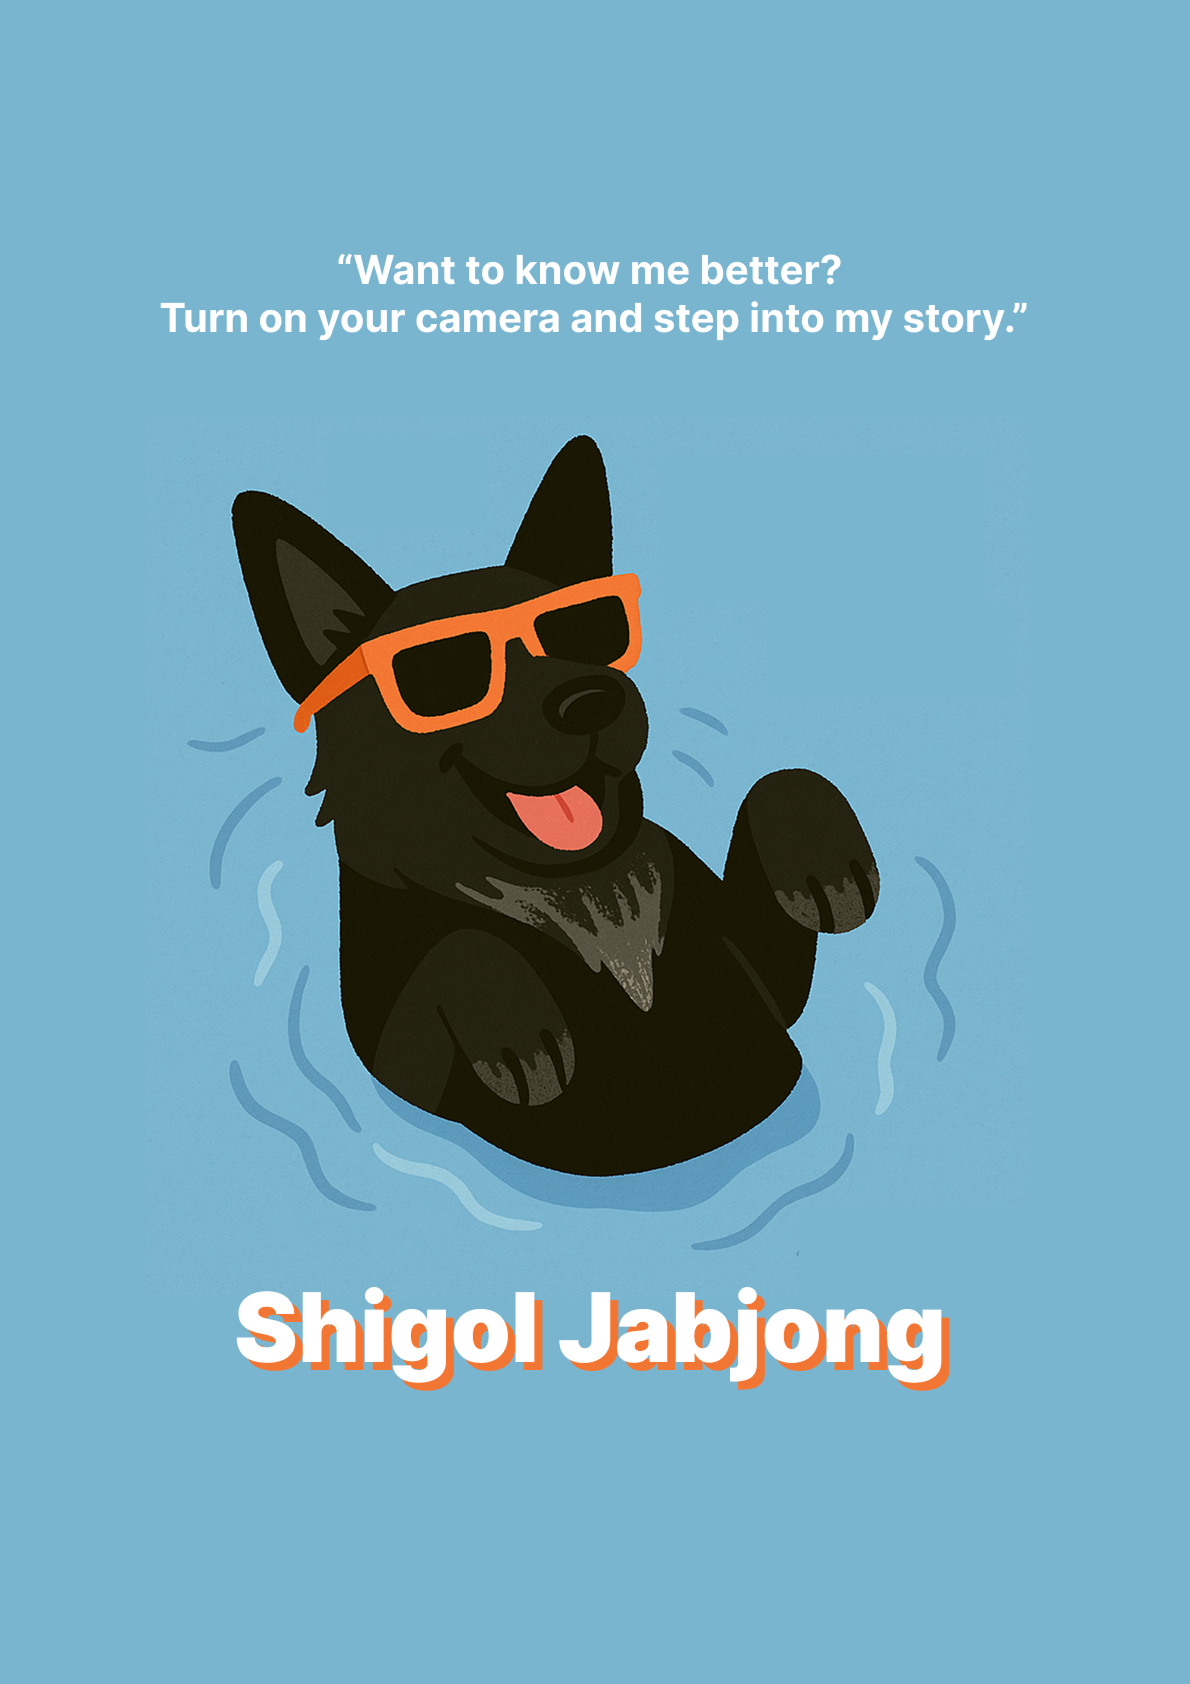 “Want to know me better?
Turn on your camera and step into my story.”
Shigol Jabjong